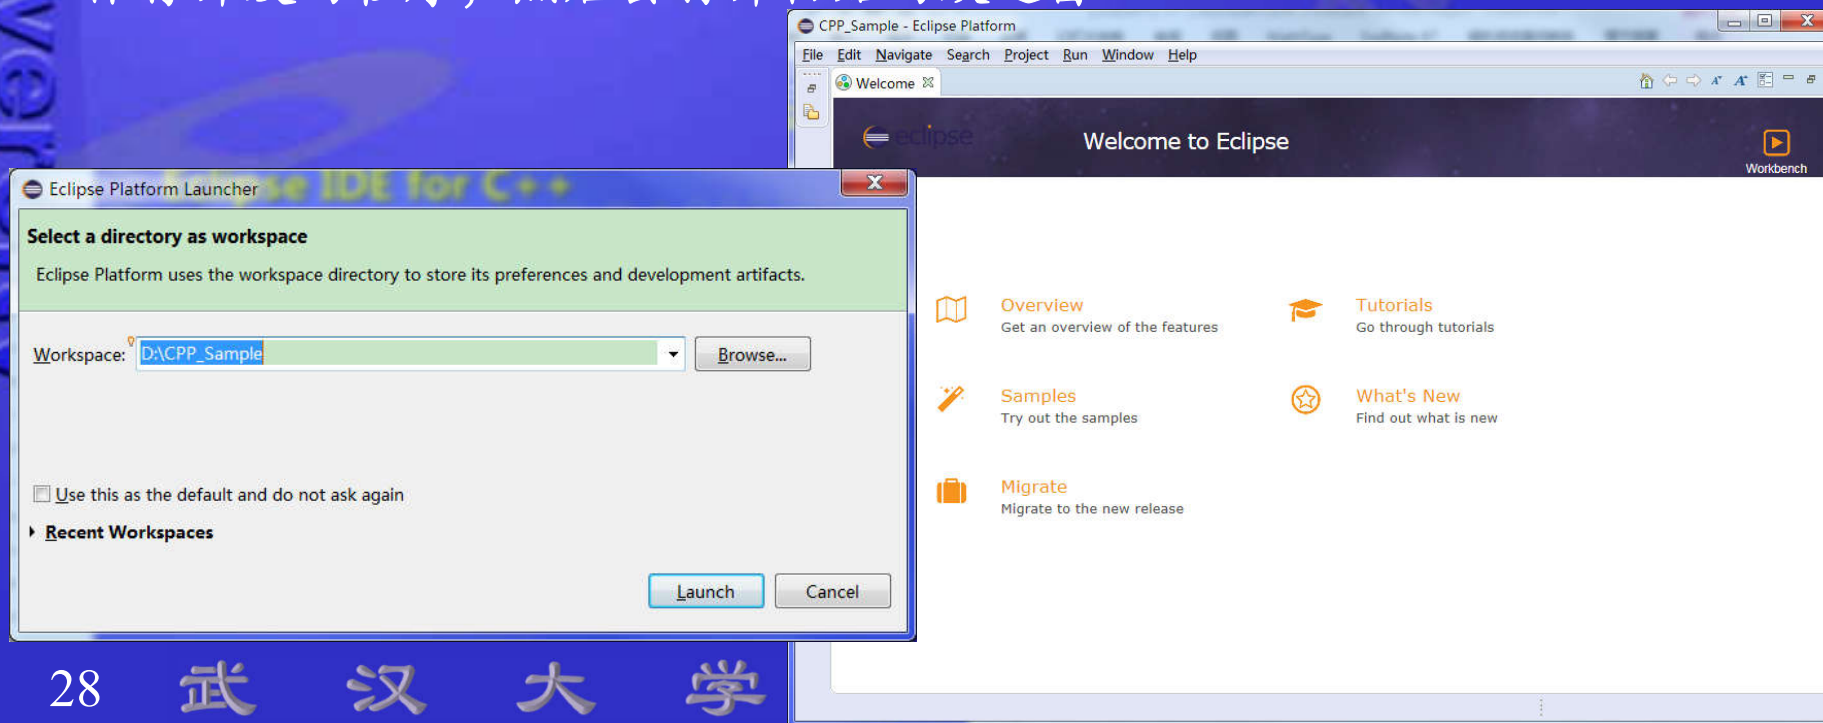 CPP_Sample - Eclipse Platform
File Edit Navigate Search Project Run Window Help
Welcome
eclipse
Welcome to Eclipse
Workbench
Overview
Get an overview of the features
Tutorials
Go through tutorials
Samples
Try out the samples
What's New
Find out what is new
Migrate
Migrate to the new release
Eclipse IDE for C++
Eclipse Platform Launcher
Select a directory as workspace
Eclipse Platform uses the workspace directory to store its preferences and development artifacts.
Workspace: D:\CPP_Sample
Browse...
Use this as the default and do not ask again
Recent Workspaces
Launch Cancel
28 武汉大学